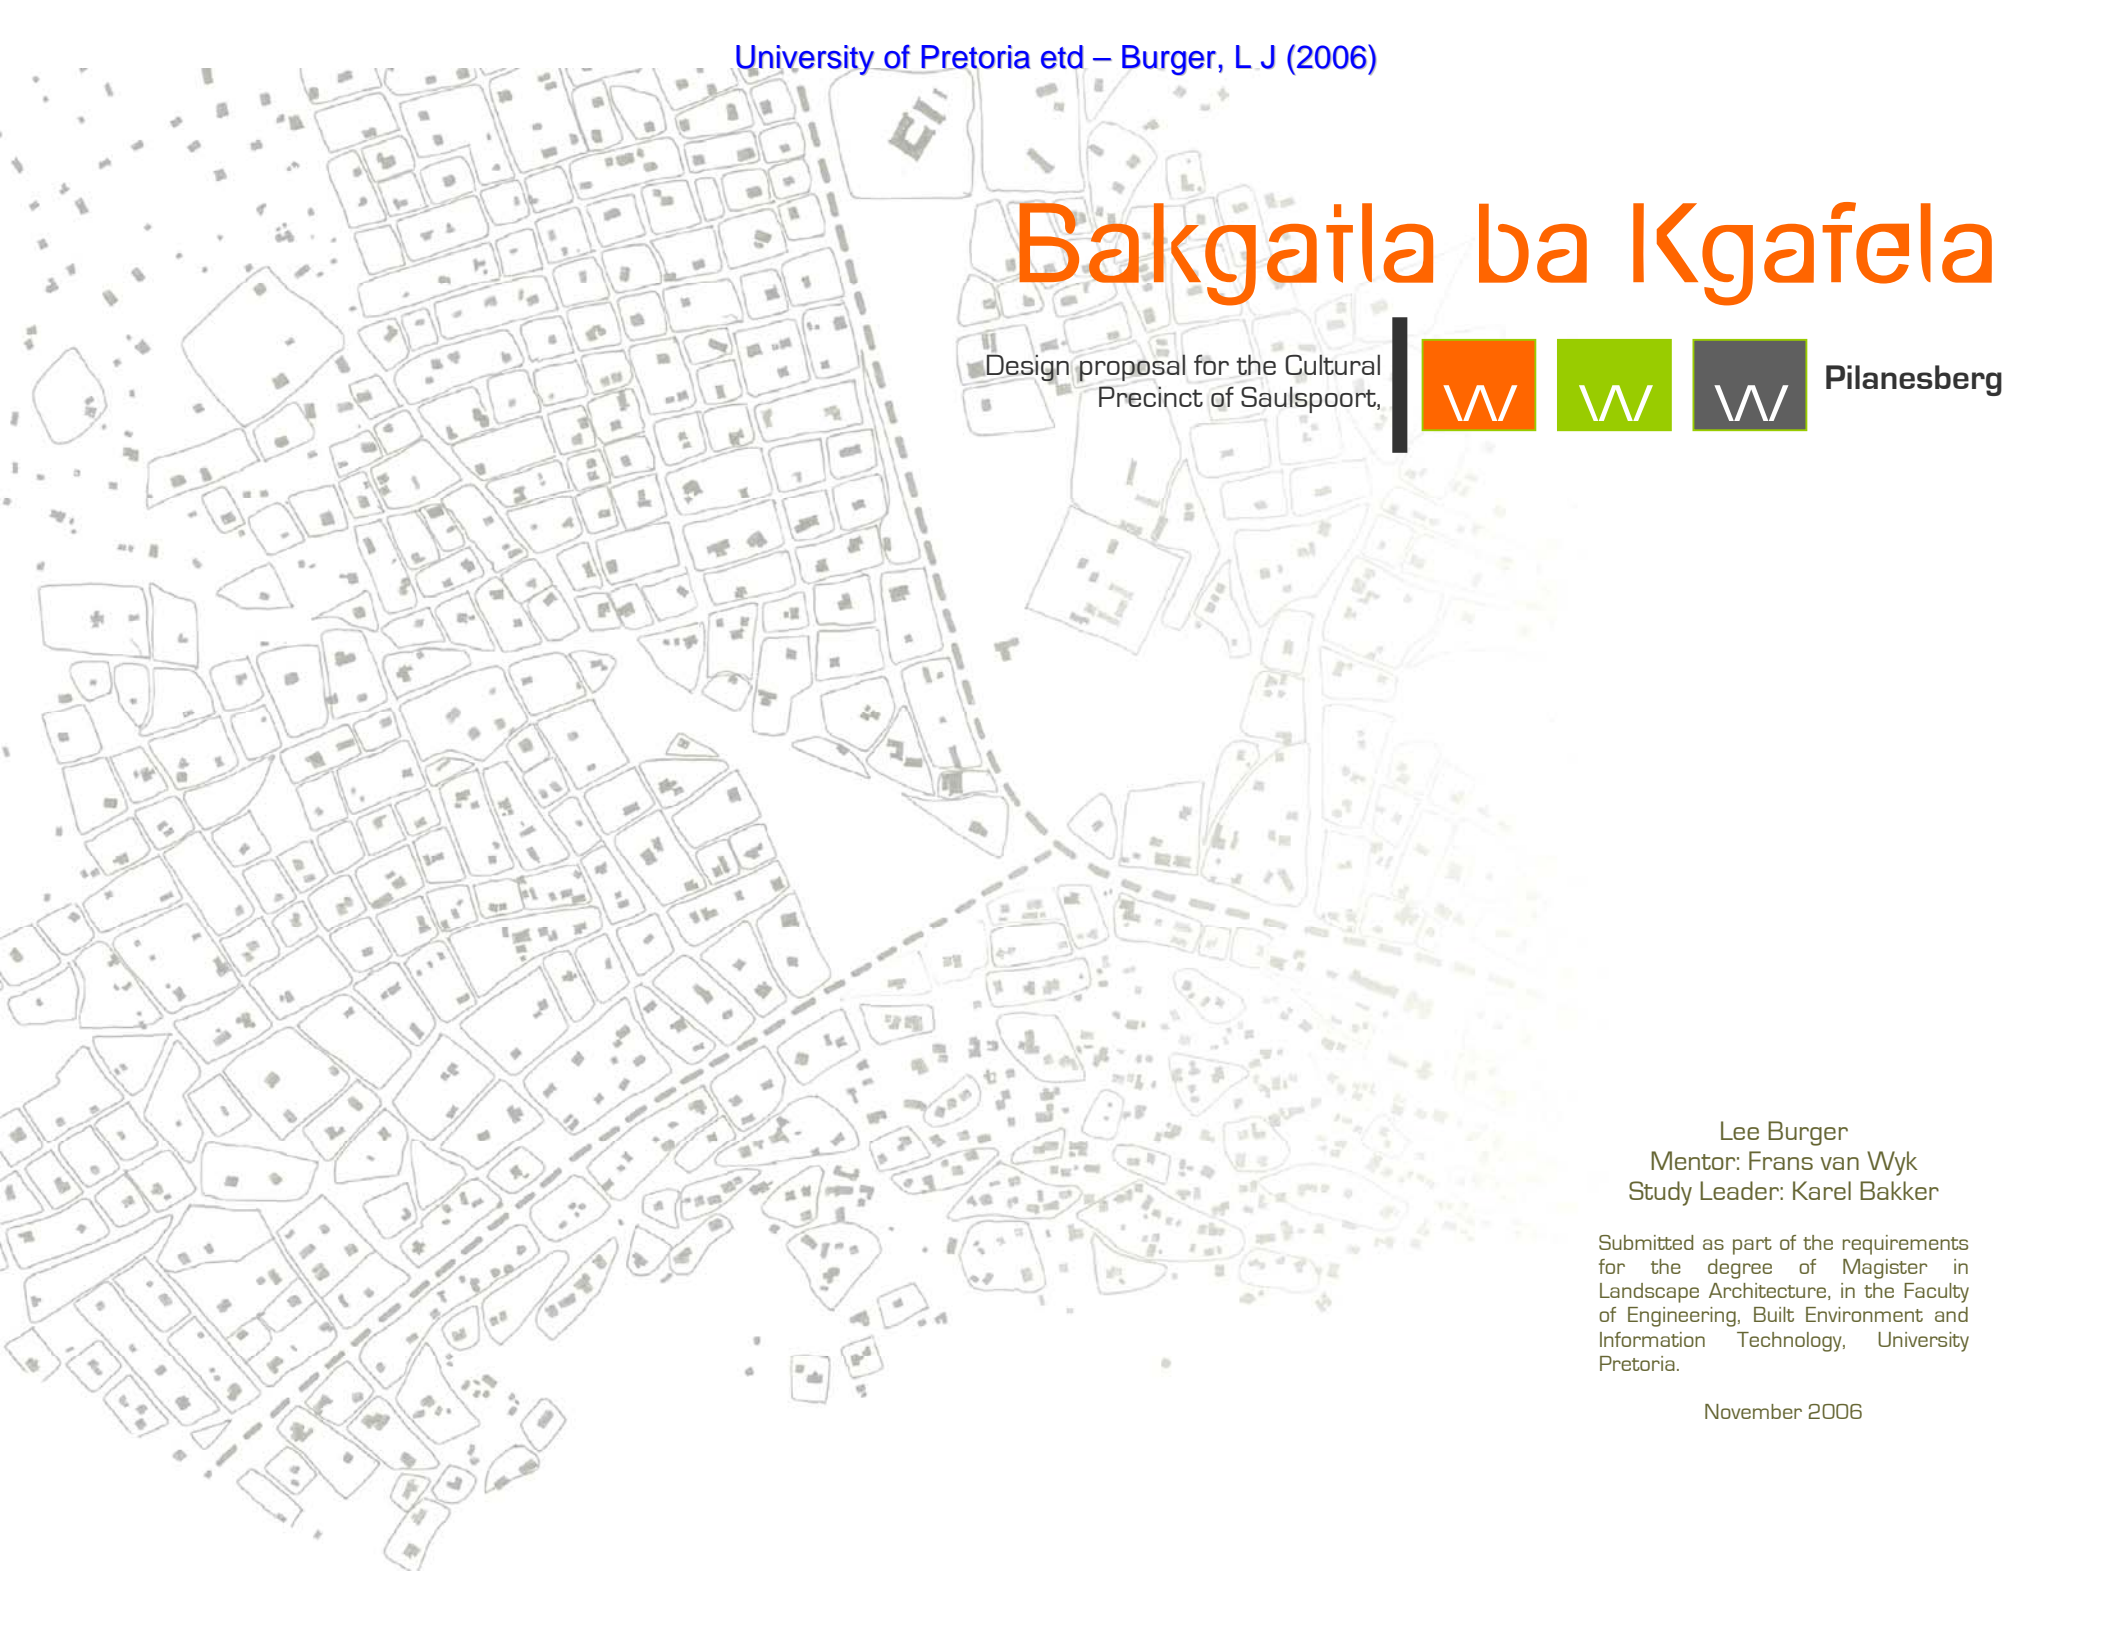 University of Pretoria etd – Burger, L J (2006)
Bakgatla ba Kgafela
Design proposal for the Cultural
Precinct of Saulspoort,
w w w
Pilanesberg
Lee Burger
Mentor: Frans van Wyk
Study Leader: Karel Bakker
Submitted as part of the requirements
for the degree of Magister in
Landscape Architecture, in the Faculty
of Engineering, Built Environment and
Information Technology, University
Pretoria.
November 2006